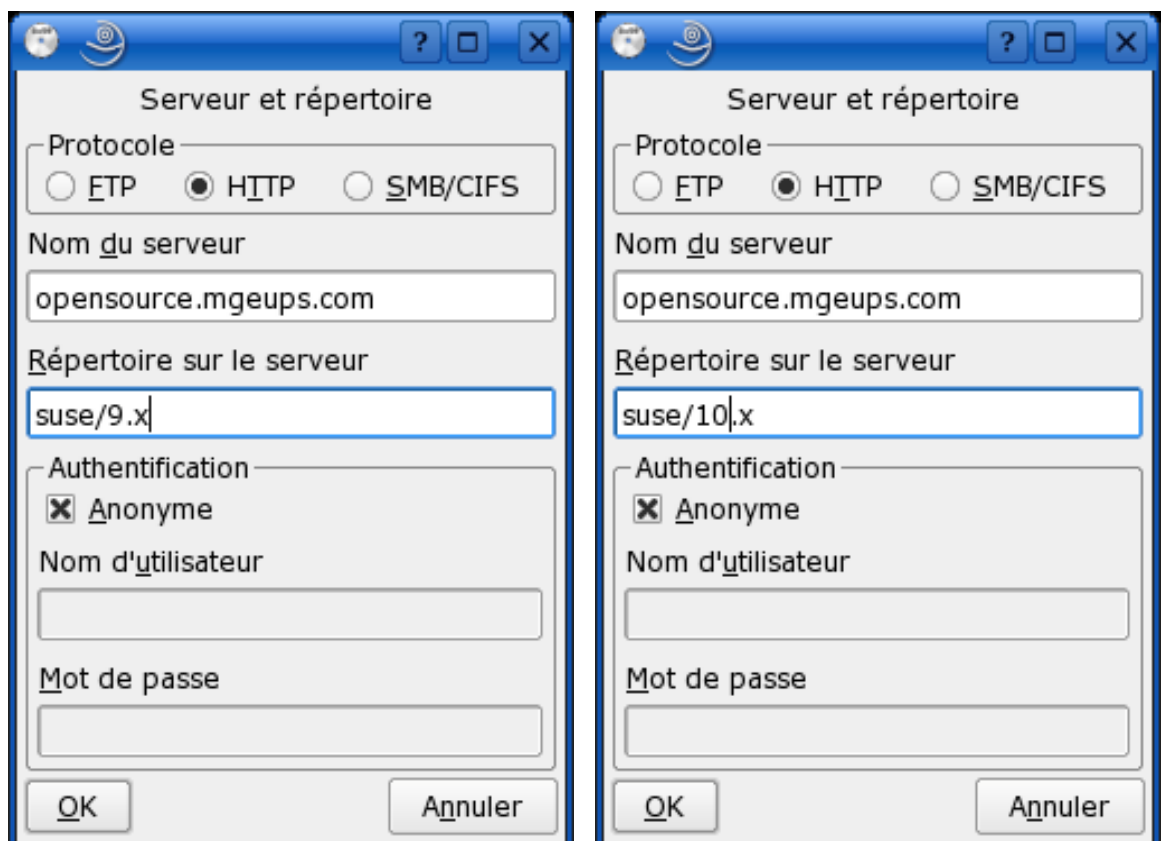 Serveur et répertoire
Protocole
FTP HTTP SMB/CIFS
Nom du serveur
opensource.mgeups.com
Répertoire sur le serveur
suse/9.x
Authentification
Anonyme
Nom d'utilisateur
Mot de passe
OK Annuler
Serveur et répertoire
Protocole
FTP HTTP SMB/CIFS
Nom du serveur
opensource.mgeups.com
Répertoire sur le serveur
suse/10.x
Authentification
Anonyme
Nom d'utilisateur
Mot de passe
OK Annuler